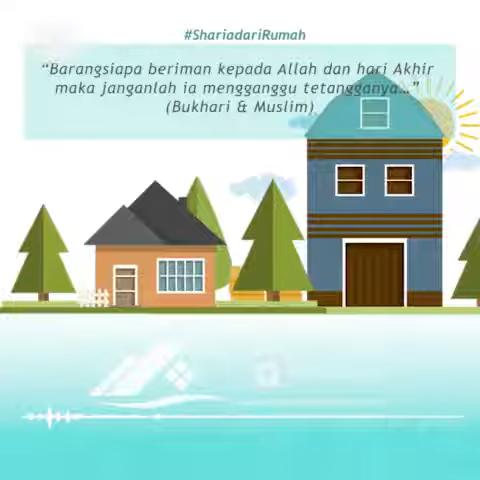 #ShariadariRumah
“Barangsiapa beriman kepada Allah dan hari Akhir
maka janganlah ia mengganggu tetangganya…”
(Bukhari & Muslim)